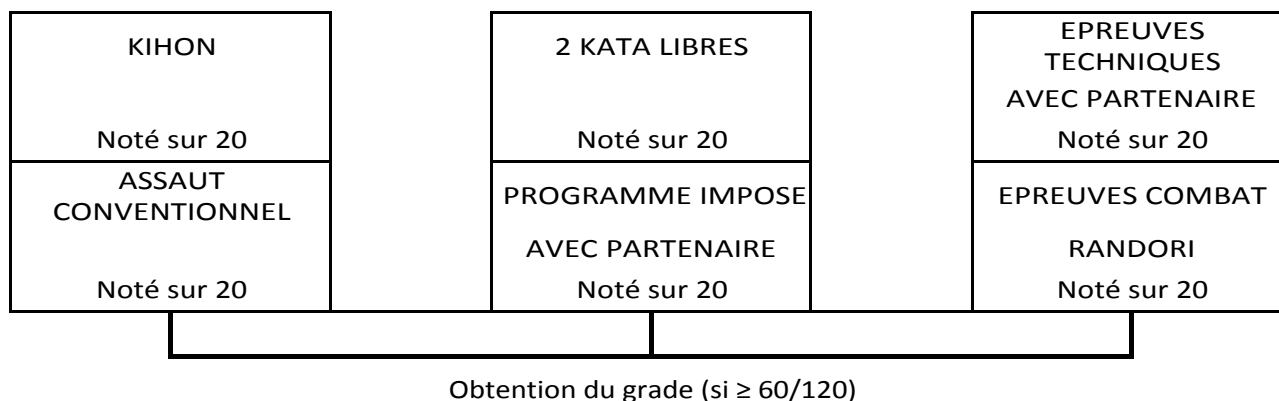 KIHON
Noté sur 20
2 KATA LIBRES
Noté sur 20
EPREUVES
TECHNIQUES
AVEC PARTENAIRE
Noté sur 20
ASSAUT
CONVENTIONNEL
Noté sur 20
PROGRAMME IMPOSE
AVEC PARTENAIRE
Noté sur 20
EPREUVES COMBAT
RANDORI
Noté sur 20
Obtention du grade (si ≥ 60/120)